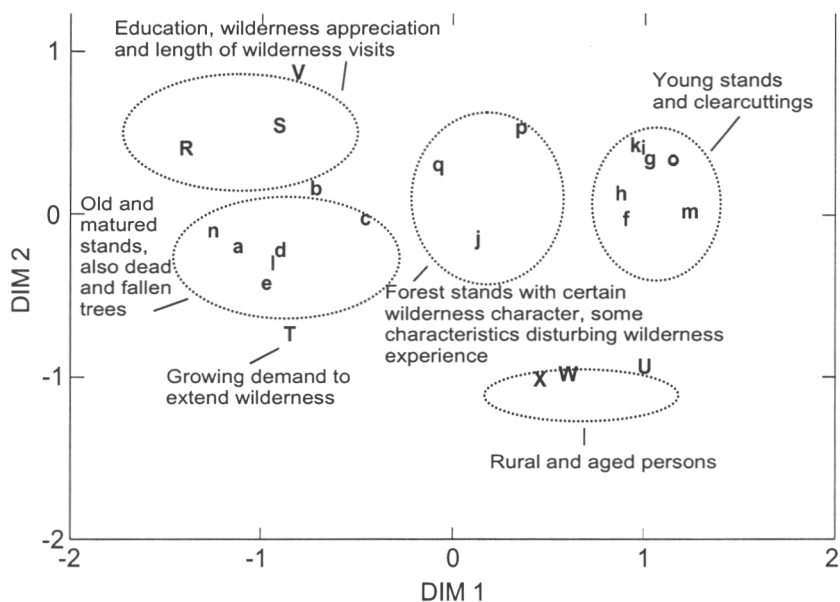 Education, wilderness appreciation
and length of wilderness visits
V
S
R
b
Young stands
and clearcuttings
p
q
j
k i
g o
h
f m
Old and
matured
stands,
also dead
and fallen
trees
c
n
a d
l
e
T
Growing demand to
extend wilderness
Forest stands with certain
wilderness character, some
characteristics disturbing wilderness
experience
X W U
Rural and aged persons
1
0
-1
-2
DIM 2
-2 -1 0 1 2
DIM 1